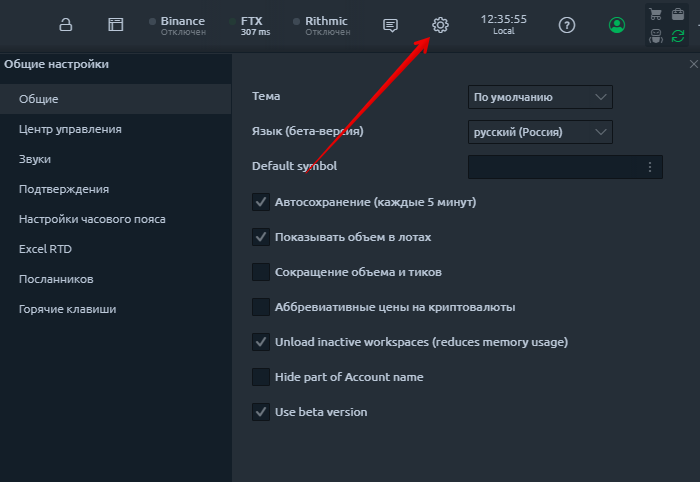 Binance
Отключен
FTX
307 ms
Rithmic
Отключен
12:35:55
Local
Общие настройки
Общие
Центр управления
Звуки
Подтверждения
Настройки часового пояса
Excel RTD
Посланников
Горячие клавиши
Тема
По умолчанию
Язык (бета-версия)
русский (Россия)
Default symbol
Автосохранение (каждые 5 минут)
Показывать объем в лотах
Сокращение объема и тиков
Аббревиативные цены на криптовалюты
Unload inactive workspaces (reduces memory usage)
Hide part of Account name
Use beta version